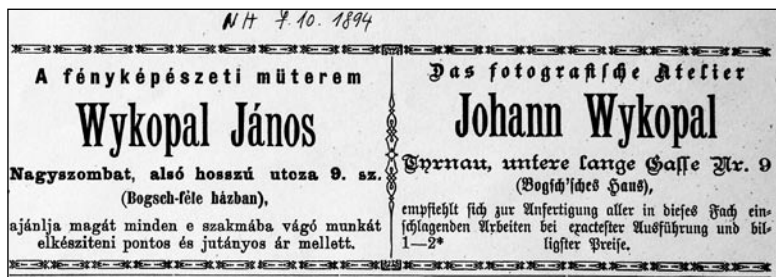 NH 7.10. 1894
A fényképészeti müterem
Wykopal János
Nagyszombat, alsó hosszú utcza 9. sz.
(Bogsch-féle házban),
ajánlja magát minden e szakmába vágó munkát
elkésziteni pontos és jutányos ár mellett.
Das fotografische Atelier
Johann Wykopal
Tyrnau, untere lange Gasse Nr. 9
(Bogsch'sches Haus),
empfiehlt sich zur Anfertigung aller in dieses Fach ein-
schlagenden Arbeiten bei exactester Ausführung und bil-
1—2* ligster Preise.